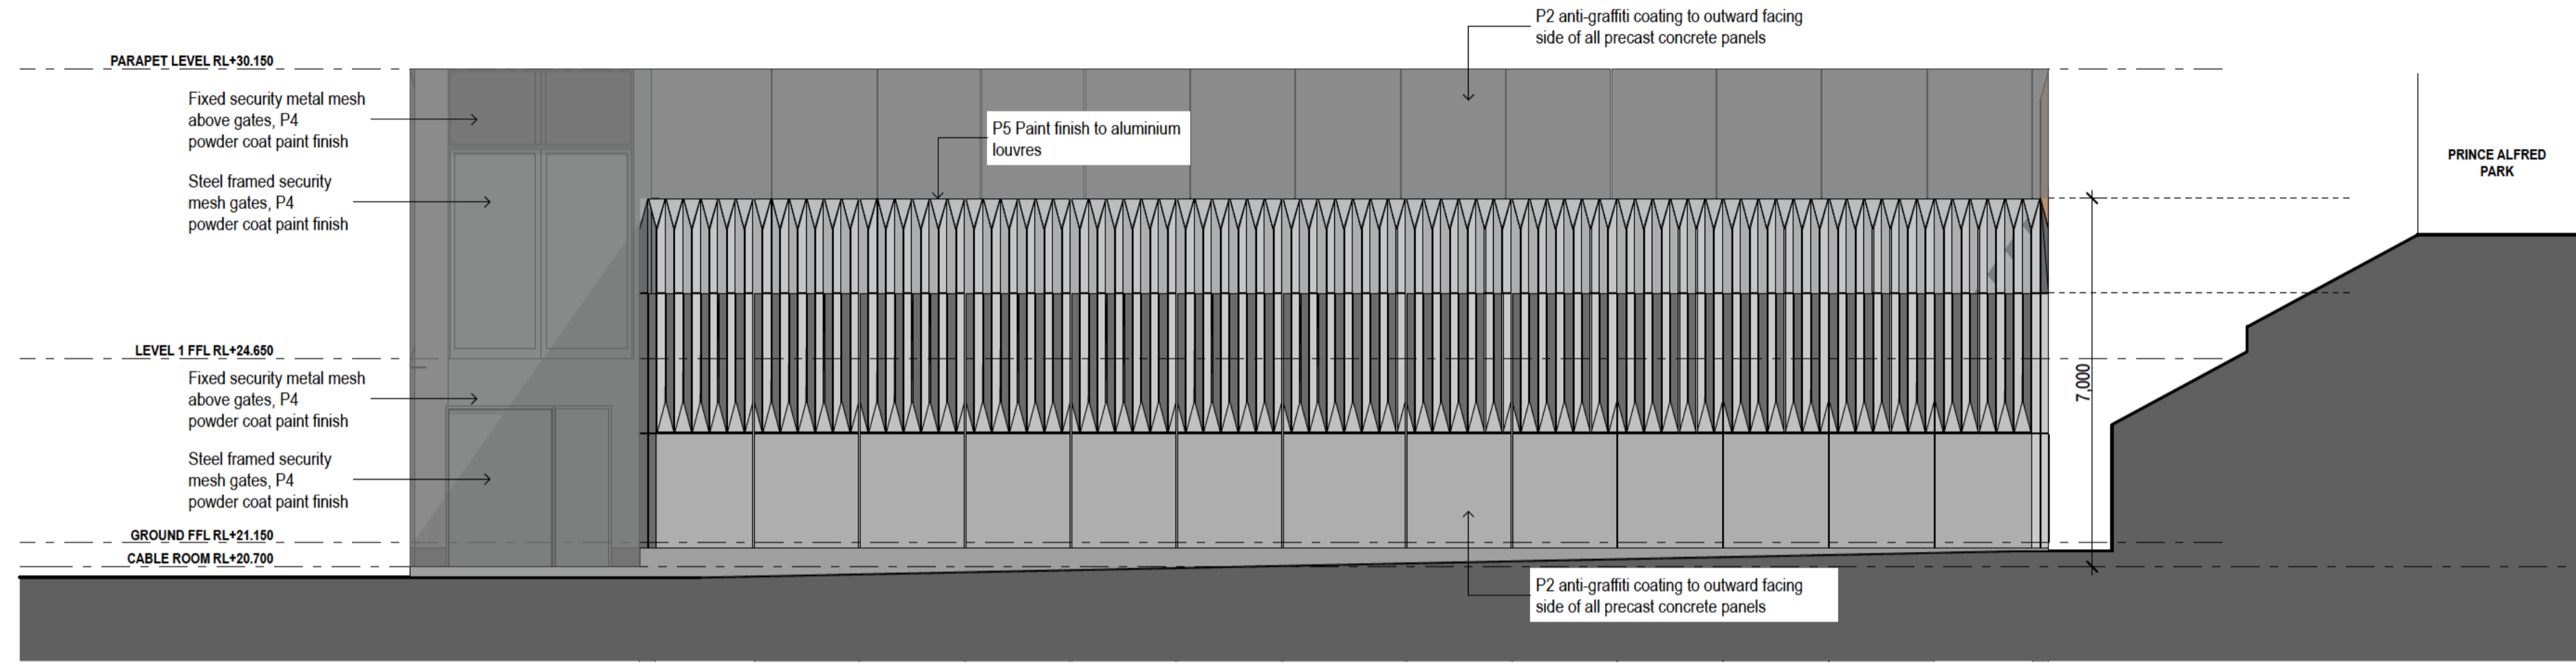 P2 anti-graffiti coating to outward facing
side of all precast concrete panels
PARAPET LEVEL RL+30.150
Fixed security metal mesh
above gates, P4
powder coat paint finish
P5 Paint finish to aluminium
louvres
PRINCE ALFRED
PARK
Steel framed security
mesh gates, P4
powder coat paint finish
LEVEL 1 FFL RL+24.650
Fixed security metal mesh
above gates, P4
powder coat paint finish
7,000
Steel framed security
mesh gates, P4
powder coat paint finish
GROUND FFL RL+21.150
CABLE ROOM RL+20.700
P2 anti-graffiti coating to outward facing
side of all precast concrete panels